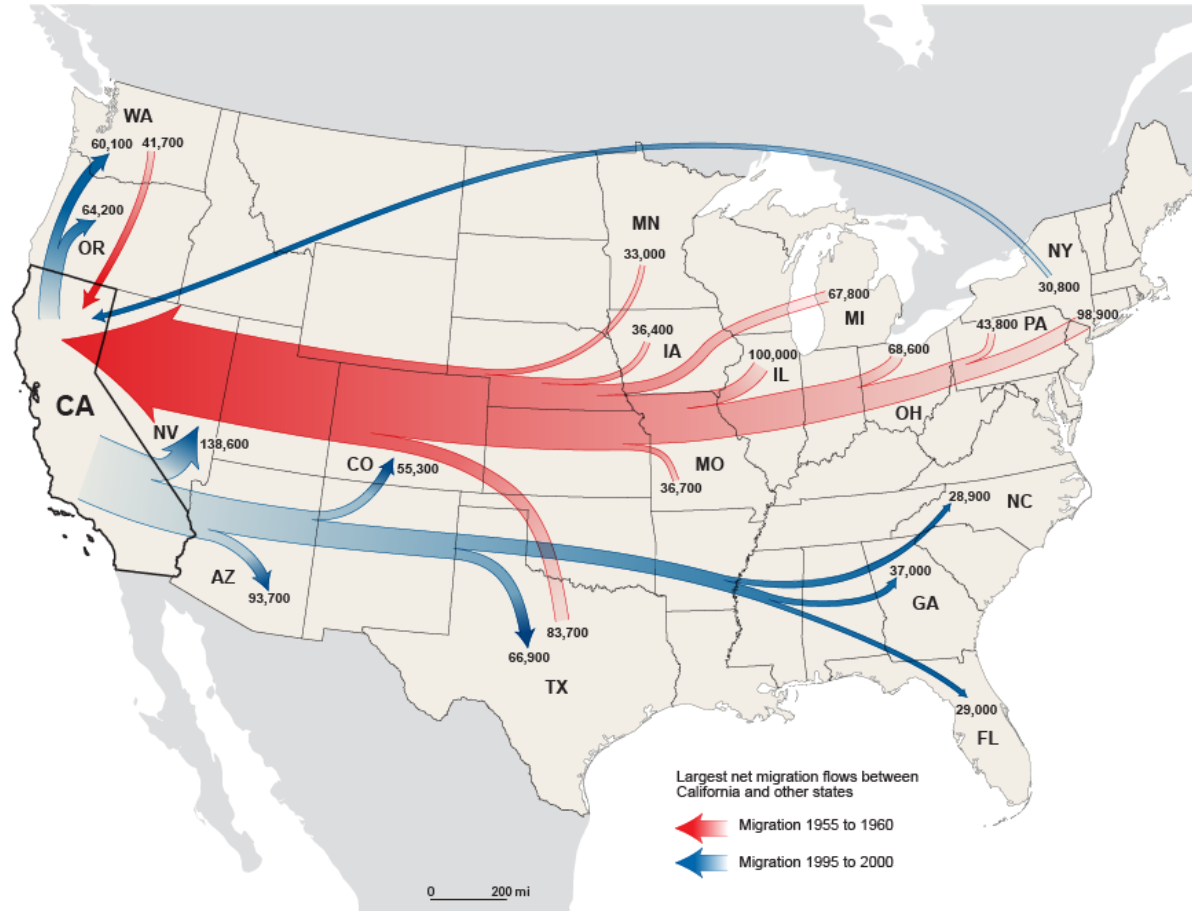 WA
60,100
41,700
64,200
OR
MN
33,000
NY
30,800
67,800
MI
36,400
IA
43,800
PA
98,900
100,000
IL
68,600
OH
CA
NV
138,600
CO
55,300
MO
36,700
28,900
NC
AZ
93,700
37,000
GA
83,700
66,900
TX
29,000
FL
Largest net migration flows between
California and other states
Migration 1955 to 1960
Migration 1995 to 2000
0 200 mi